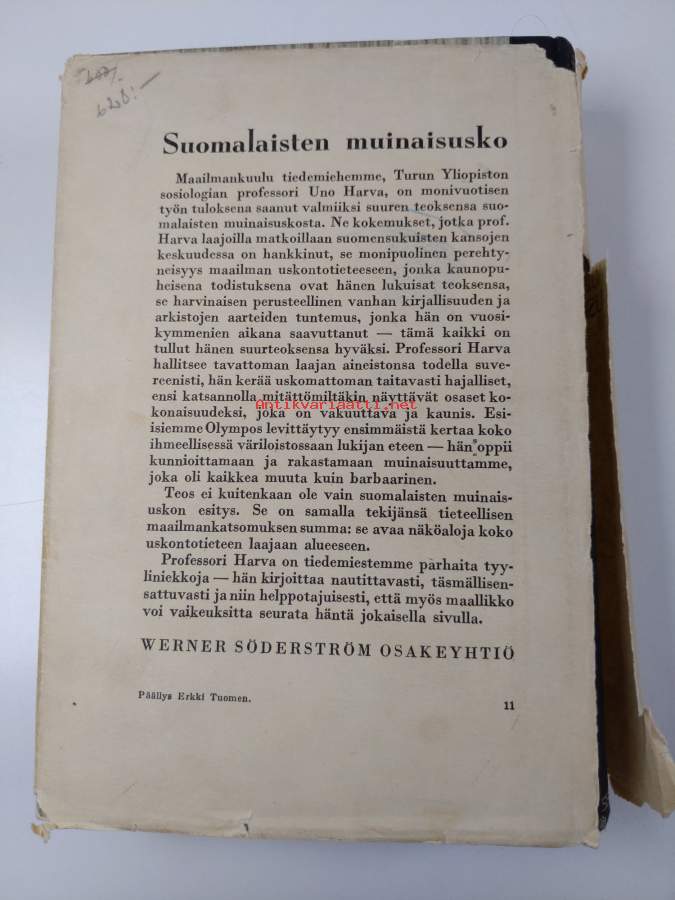 620:—
Suomalaisten muinaisusko
Maailmankuulu tiedemiehemme, Turun Yliopiston
sosiologian professori Uno Harva, on monivuotisen
työn tuloksena saanut valmiiksi suuren teoksensa suo-
malaisten muinaisuskosta. Ne kokemukset, jotka prof.
Harva laajoilla matkoillaan suomensukuisten kansojen
keskuudessa on hankkinut, se monipuolinen perehty-
neisyys maailman uskontotieteeseen, jonka kaunopu-
heisena todistuksena ovat hänen lukuisat teoksensa,
se harvinaisen perusteellinen vanhan kirjallisuuden ja
arkistojen aarteiden tuntemus, jonka hän on vuosi-
kymmenien aikana saavuttanut — tämä kaikki on
tullut hänen suurteoksensa hyväksi. Professori Harva
hallitsee tavattoman laajan aineistonsa todella suve-
reenisti, hän kerää uskomattoman taitavasti hajalliset,
ensi katsannolla mitättömiltäkin näyttävät osaset ko-
Antikvariaatti.net
konaisuudeksi, joka on vakuuttava ja kaunis. Esi-
isiemme Olympos levittäytyy ensimmäistä kertaa koko
ihmeellisessä väriloistossaan lukijan eteen — hän oppii
kunnioittamaan ja rakastamaan muinaisuuttamme,
joka oli kaikkea muuta kuin barbaarinen.
Teos ei kuitenkaan ole vain suomalaisten muinais-
uskon esitys. Se on samalla tekijänsä tieteellisen
maailmankatsomuksen summa: se avaa näköaloja koko
uskontotieteen laajaan alueeseen.
Professori Harva on tiedemiestemme parhaita tyy-
liniekkoja — hän kirjoittaa nautittavasti, täsmällisen-
sattuvasti ja niin helppotajuisesti, että myös maallikko
voi vaikeuksitta seurata häntä jokaisella sivulla.
WERNER SÖDERSTRÖM OSAKEYHTIÖ
Päällys Erkki Tuomen.
11